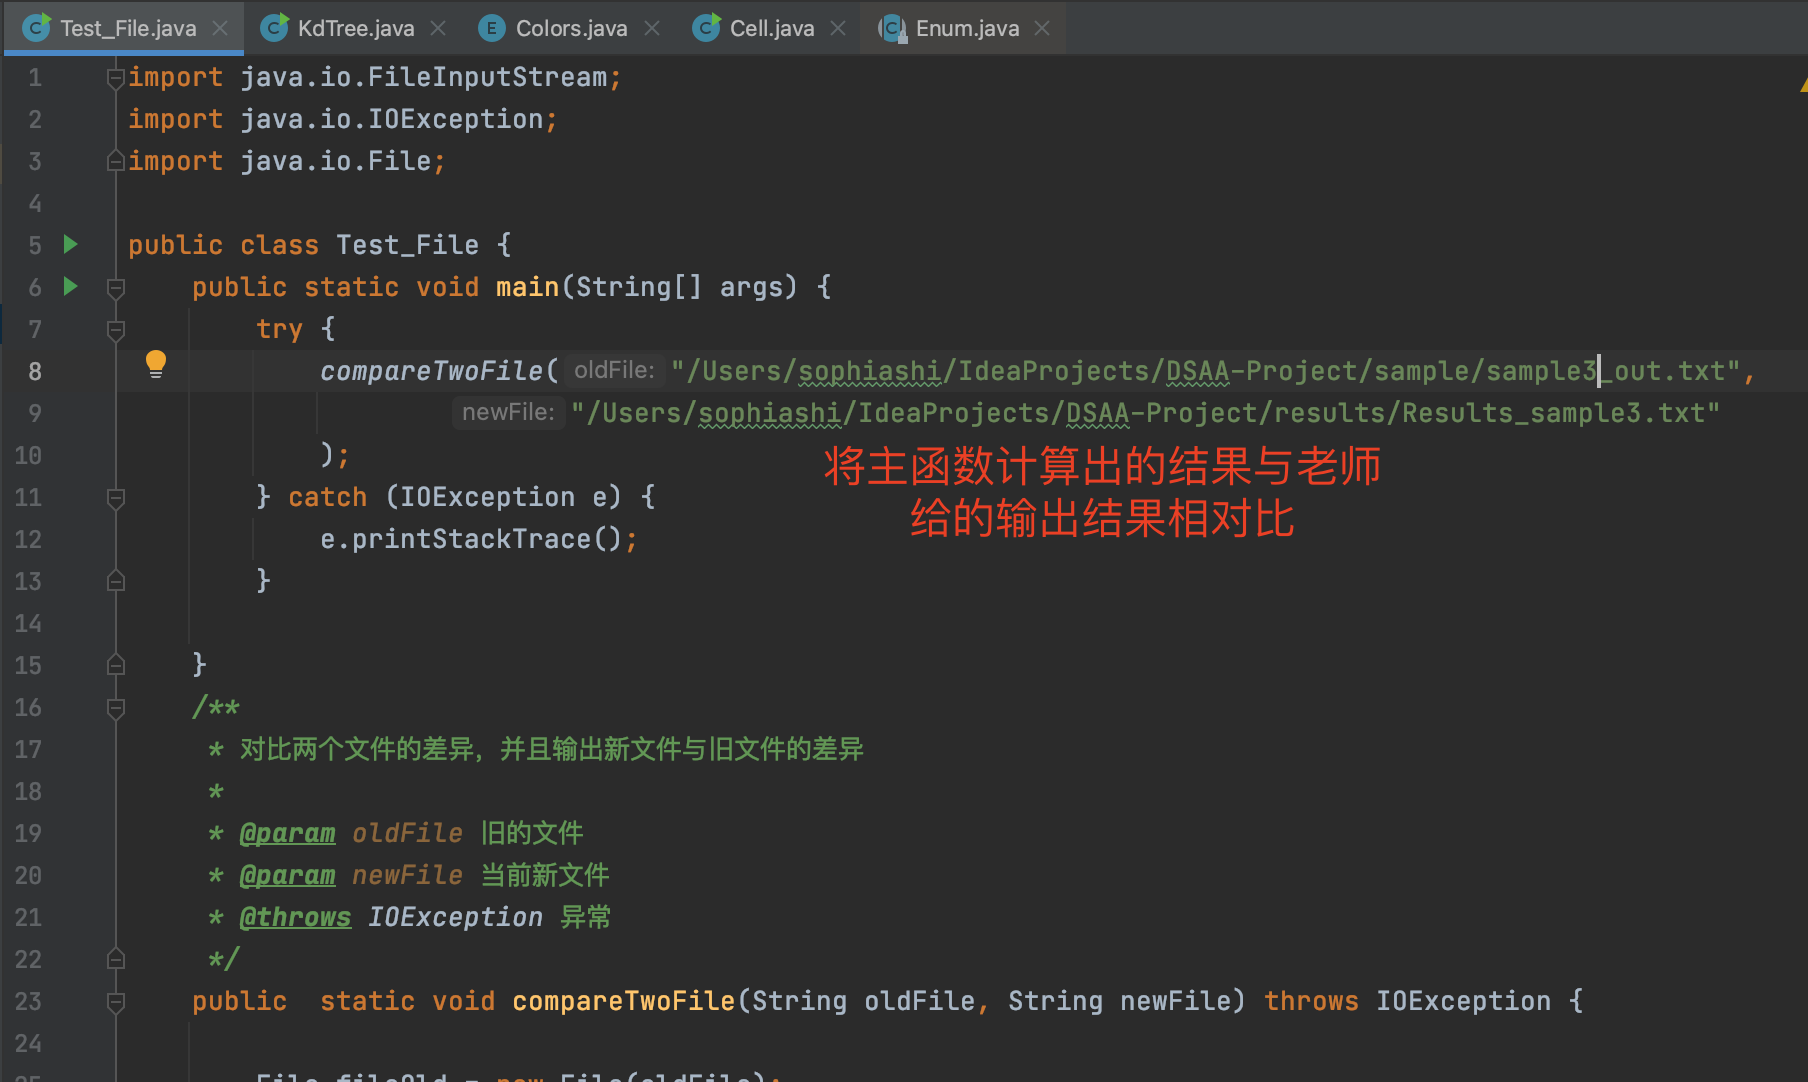 Test_File.java KdTree.java Colors.java Cell.java Enum.java
1 import java.io.FileInputStream;
2 import java.io.IOException;
3 import java.io.File;
4
5 public class Test_File {
6 public static void main(String[] args) {
7 try {
8 compareTwoFile( oldFile: "/Users/sophiashi/IdeaProjects/DSAA-Project/sample/sample3_out.txt",
9 newFile: "/Users/sophiashi/IdeaProjects/DSAA-Project/results/Results_sample3.txt"
10 );
将主函数计算出的结果与老师
给的输出结果相对比
11 } catch (IOException e) {
12 e.printStackTrace();
13 }
14
15 }
16 /**
17 * 对比两个文件的差异，并且输出新文件与旧文件的差异
18 *
19 * @param oldFile 旧的文件
20 * @param newFile 当前新文件
21 * @throws IOException 异常
22 */
23 public static void compareTwoFile(String oldFile, String newFile) throws IOException {
24
25 File fileOld = new File(oldFile);